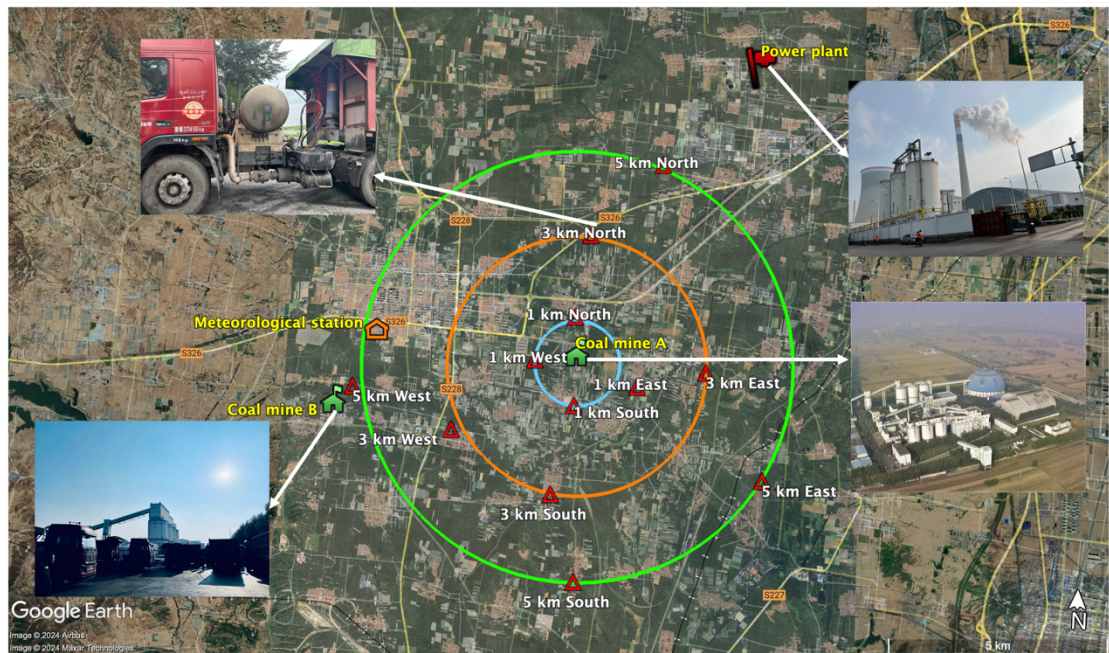 S326
Power plant
5 km North
S228
S326
3 km North
1 km North
Meteorological station
S326
Coal mine A
1 km West
S326
3 km East
1 km East
S228
5 km West
Coal mine B
1 km South
3 km West
5 km East
3 km South
S227
5 km South
Google Earth
N
Image © 2024 Airbus
Image © 2024 Maxar Technologies
5 km